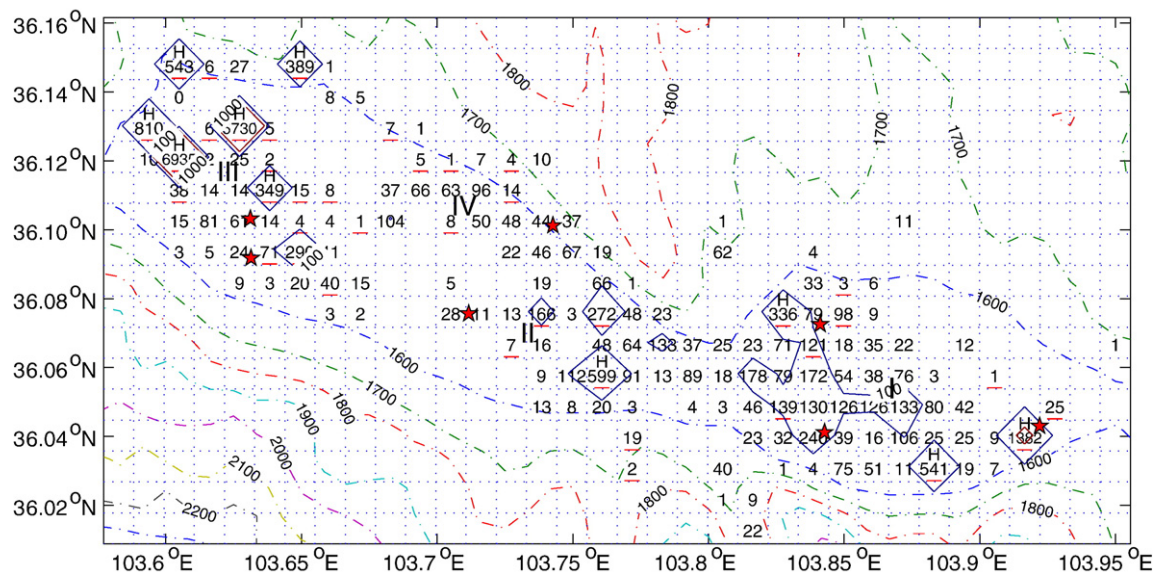 36.16°N
1800
H H
543 6 27 389 1
36.14°N
0 8 5
1000 1700 1800 1700 1700
H H
810 6 5 7 1
100
H
36.12°N
25 2 5 1 7 4 10
1000 III H
38 14 14 349 15 8 37 66 63 96 14
IV
15 81 14 4 4 1 104 8 50 48 44 37 1 11
36.10°N
3 5 24 71 1 22 46 67 19 62 4
100
9 3 20 40 15 5 19 66 1 33 3 6
36.08°N
H 1600
3 2 28 11 13 166 3 272 48 23 336 79 98 9
II
7 16 48 64 133 37 25 23 71 121 18 35 22 12 1
1600 H
36.06°N
9 112 599 91 13 89 18 178 79 172 54 38 76 3 1
1700 I
100
13 8 20 3 4 3 46 139 130 126 126 133 80 42 25
1800 1900 H
36.04°N
19 23 32 246 39 16 106 25 25 9 1382
2000 H
2100 2 40 1 4 75 51 11 541 19 7 1600
36.02°N
2200 1800 1800 1 9 1800
22
103.6°E 103.65°E 103.7°E 103.75°E 103.8°E 103.85°E 103.9°E 103.95°E